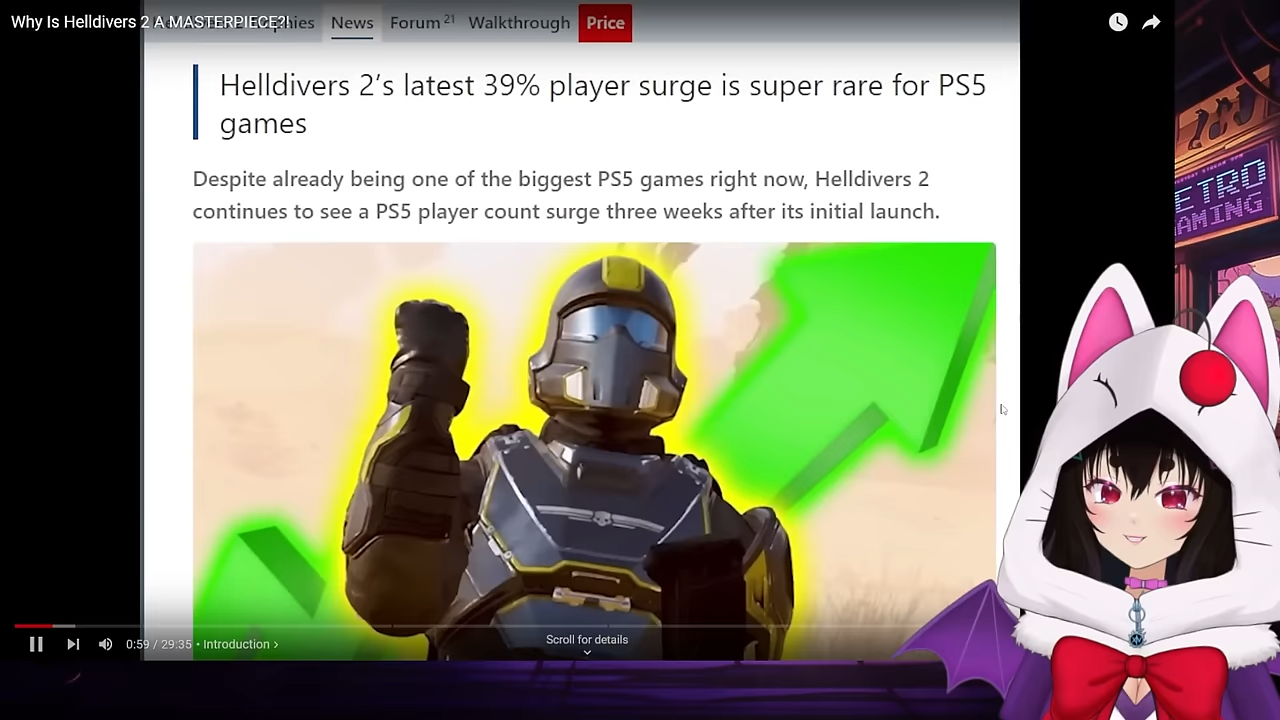 Why Is Helldivers 2 A MASTERPIECE?!
News Forum 21 Walkthrough Price
Helldivers 2's latest 39% player surge is super rare for PS5
games
Despite already being one of the biggest PS5 games right now, Helldivers 2
continues to see a PS5 player count surge three weeks after its initial launch.
ETRO
AMING
Scroll for details
0:59 / 29:35 • Introduction ›